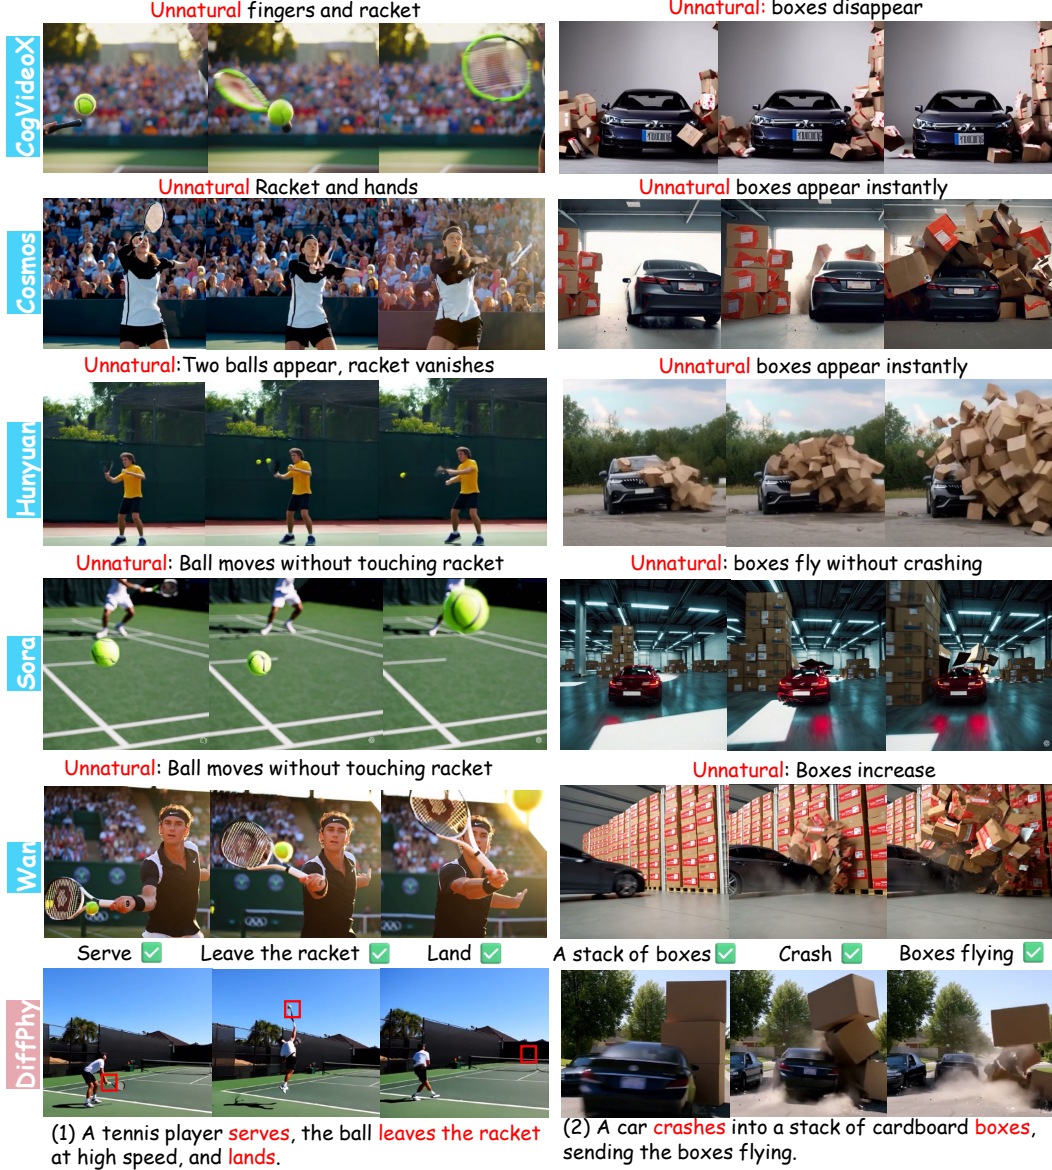 Unnatural fingers and racket
Unnatural: boxes disappear
CogVideoX
Unnatural Racket and hands
Unnatural boxes appear instantly
Cosmos
Unnatural:Two balls appear, racket vanishes
Unnatural boxes appear instantly
Hunyuan
Unnatural: Ball moves without touching racket
Unnatural: boxes fly without crashing
Sora
Unnatural: Ball moves without touching racket
Unnatural: Boxes increase
Wan
Serve ✅ Leave the racket ✅ Land ✅
A stack of boxes ✅ Crash ✅ Boxes flying ✅
DiffPhy
(1) A tennis player serves, the ball leaves the racket
at high speed, and lands.
(2) A car crashes into a stack of cardboard boxes,
sending the boxes flying.